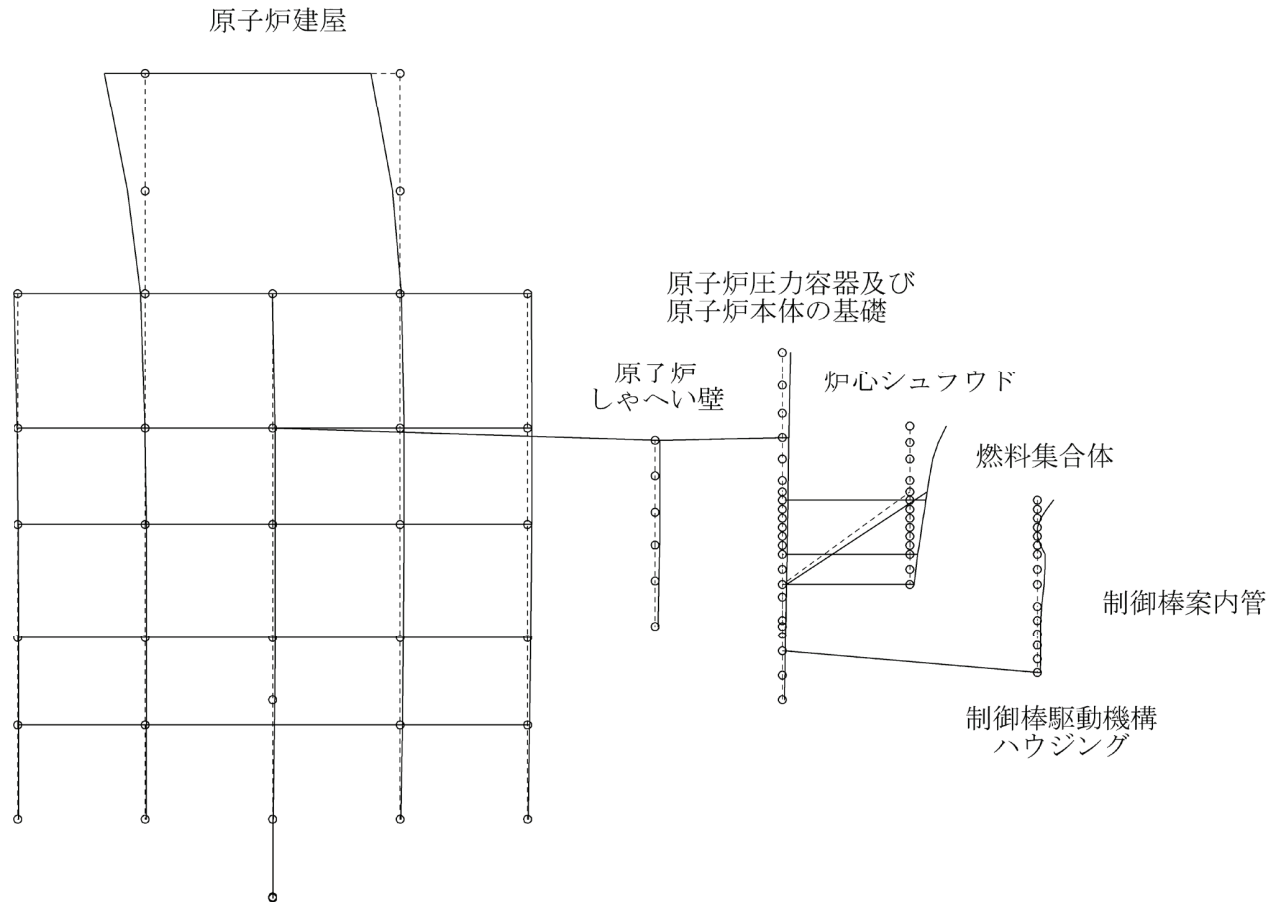 原子炉建屋
原子炉圧力容器及び
原子炉本体の基礎
原子炉
しゃへい壁
炉心シュラウド
燃料集合体
制御棒案内管
制御棒駆動機構
ハウジング